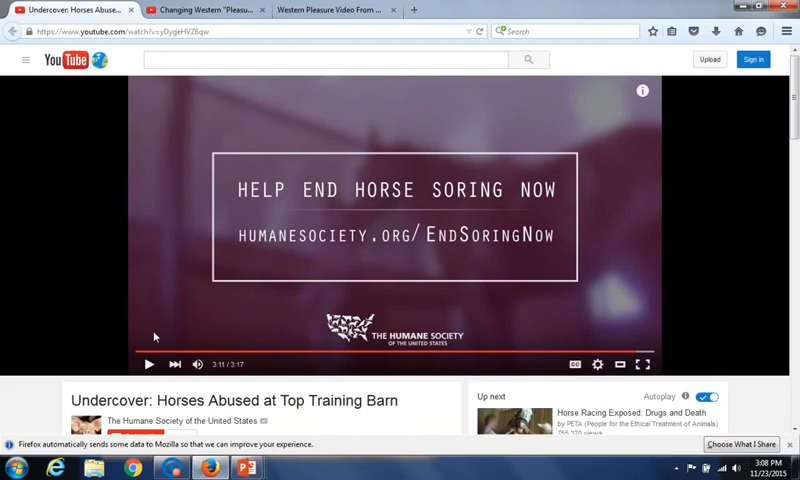 Undercover: Horses Abuse...
Changing Western "Pleasu...
Western Pleasure Video From ...
https://www.youtube.com/watch?v=yDygeHVZ6qw
Search
YouTube
Upload
Sign in
HELP END HORSE SORING NOW
HUMANESOCIETY.ORG/ENDSORINGNOW
THE HUMANE SOCIETY
OF THE UNITED STATES
3:11 / 3:17
Undercover: Horses Abused at Top Training Barn
The Humane Society of the United States
Up next
Autoplay
Horse Racing Exposed: Drugs and Death
by PETA (People for the Ethical Treatment of Animals)
Firefox automatically sends some data to Mozilla so that we can improve your experience.
Choose What I Share
3:08 PM
11/23/2015